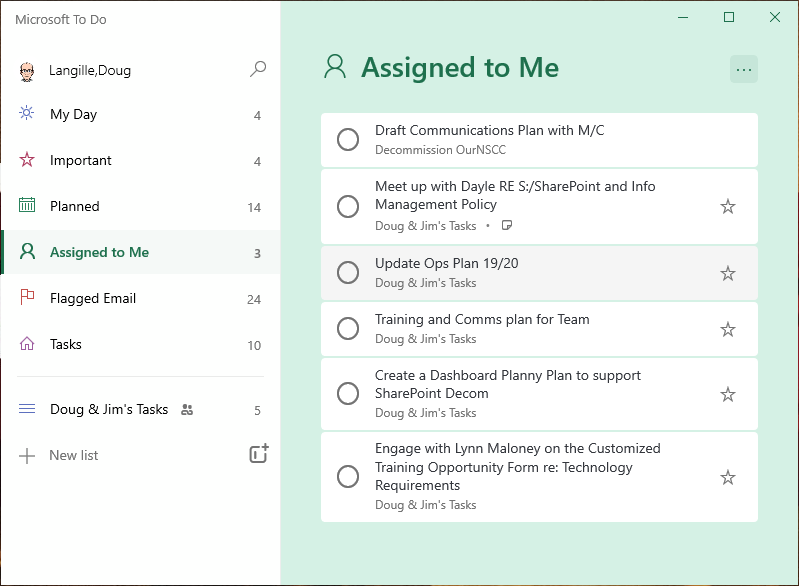 Microsoft To Do
Langille,Doug
My Day 4
Important 4
Planned 14
Assigned to Me 3
Flagged Email 24
Tasks 10
Doug & Jim's Tasks 5
New list
Assigned to Me
Draft Communications Plan with M/C
Decommission OurNSCC
Meet up with Dayle RE S:/SharePoint and Info
Management Policy
Doug & Jim's Tasks •
Update Ops Plan 19/20
Doug & Jim's Tasks
Training and Comms plan for Team
Doug & Jim's Tasks
Create a Dashboard Planny Plan to support
SharePoint Decom
Doug & Jim's Tasks
Engage with Lynn Maloney on the Customized
Training Opportunity Form re: Technology
Requirements
Doug & Jim's Tasks